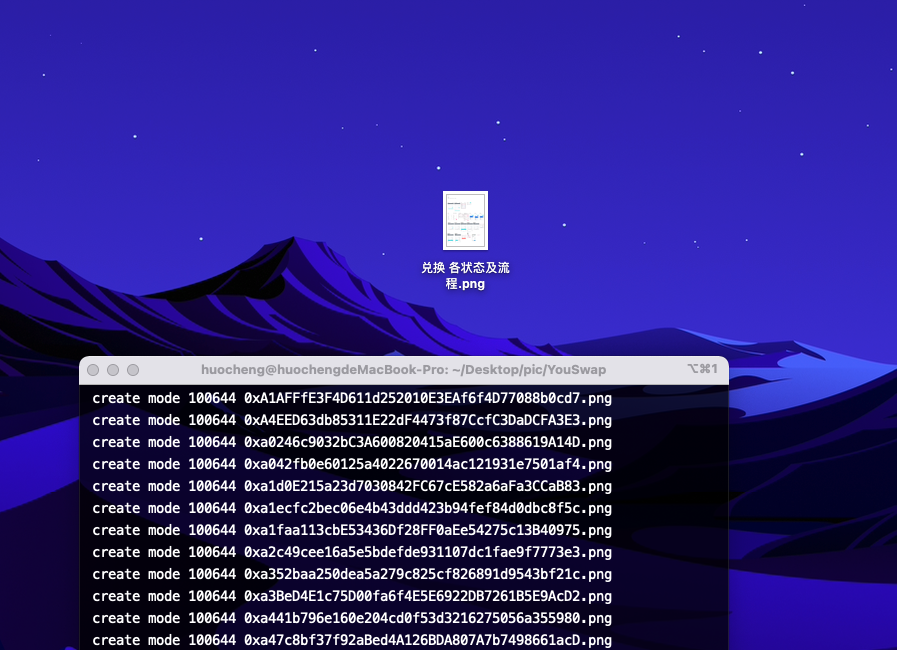 兑换 各状态及流
程.png
huocheng@huochengdeMacBook-Pro: ~/Desktop/pic/YouSwap
⌥⌘1
create mode 100644 0xA1AFFfE3F4D611d252010E3EAf6f4D77088b0cd7.png
create mode 100644 0xA4EED63db85311E22dF4473f87CcfC3DaDCFA3E3.png
create mode 100644 0xa0246c9032bC3A600820415aE600c6388619A14D.png
create mode 100644 0xa042fb0e60125a4022670014ac121931e7501af4.png
create mode 100644 0xa1d0E215a23d7030842FC67cE582a6aFa3CCaB83.png
create mode 100644 0xa1ecfc2bec06e4b43ddd423b94fef84d0dbc8f5c.png
create mode 100644 0xa1faa113cbE53436Df28FF0aEe54275c13B40975.png
create mode 100644 0xa2c49cee16a5e5bdefde931107dc1fae9f7773e3.png
create mode 100644 0xa352baa250dea5a279c825cf826891d9543bf21c.png
create mode 100644 0xa3BeD4E1c75D00fa6f4E5E6922DB7261B5E9AcD2.png
create mode 100644 0xa441b796e160e204cd0f53d3216275056a355980.png
create mode 100644 0xa47c8bf37f92aBed4A126BDA807A7b7498661acD.png